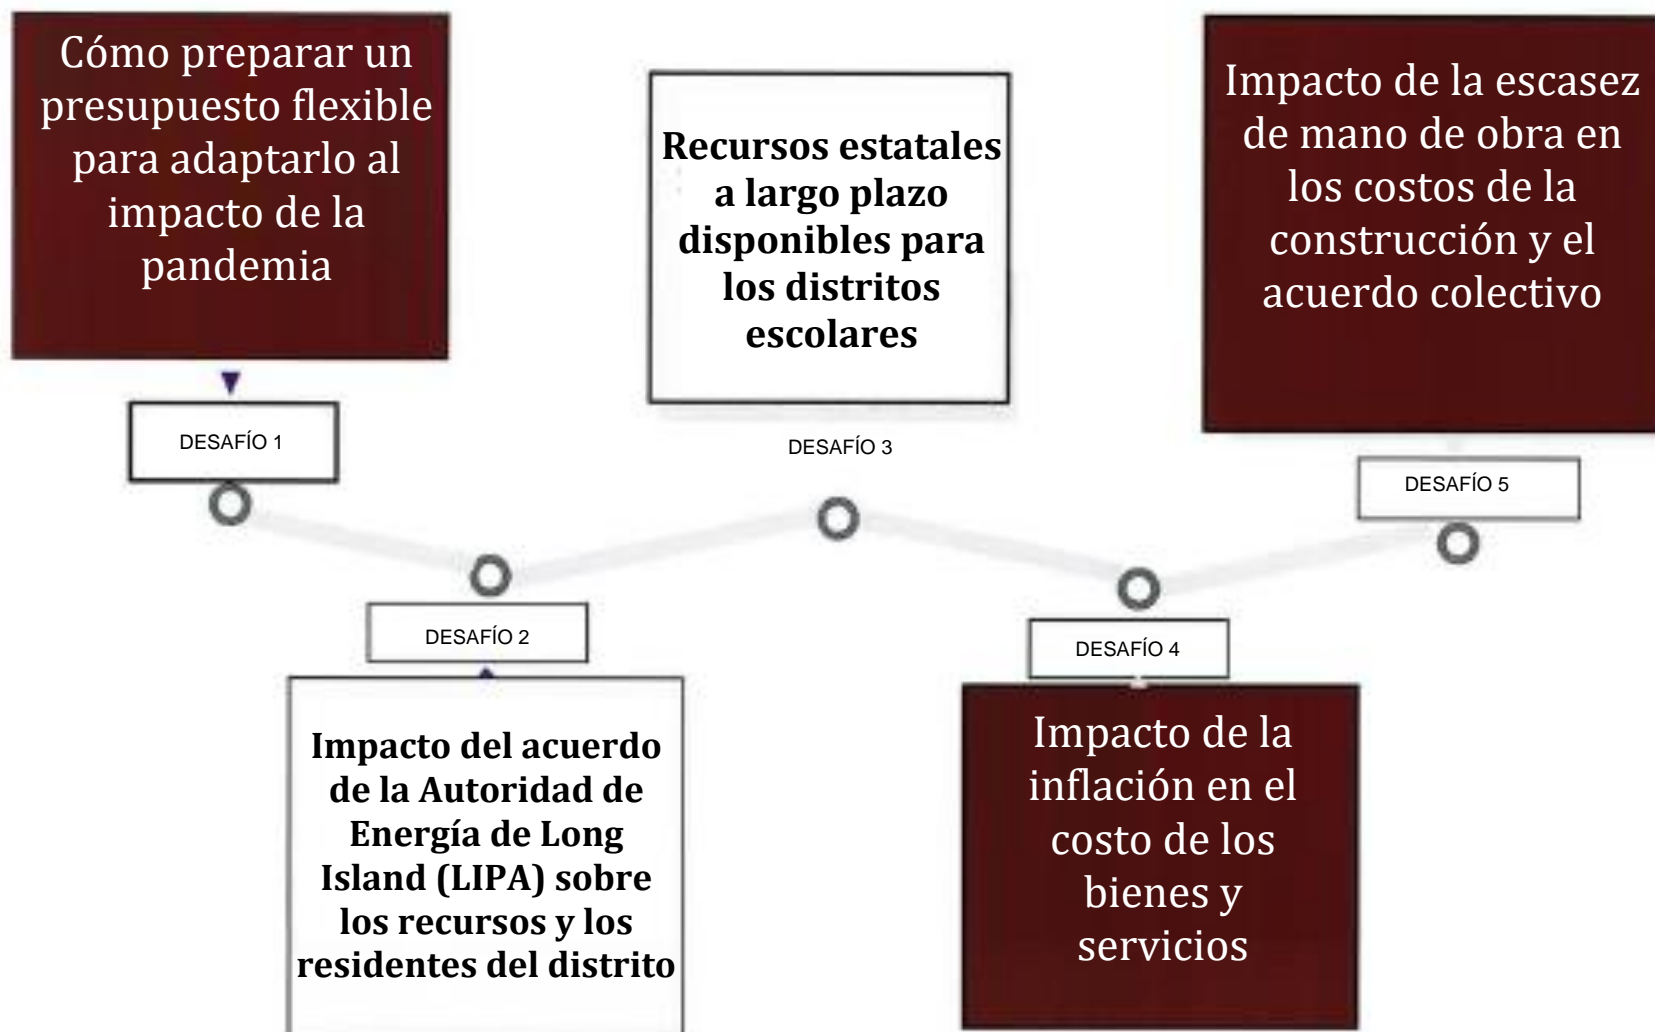 Cómo preparar un
presupuesto flexible
para adaptarlo al
impacto de la
pandemia
DESAFÍO 1
Impacto del acuerdo
de la Autoridad de
Energía de Long
Island (LIPA) sobre
los recursos y los
residentes del distrito
DESAFÍO 2
Recursos estatales
a largo plazo
disponibles para
los distritos
escolares
DESAFÍO 3
Impacto de la
inflación en el
costo de los
bienes y
servicios
DESAFÍO 4
Impacto de la escasez
de mano de obra en
los costos de la
construcción y el
acuerdo colectivo
DESAFÍO 5